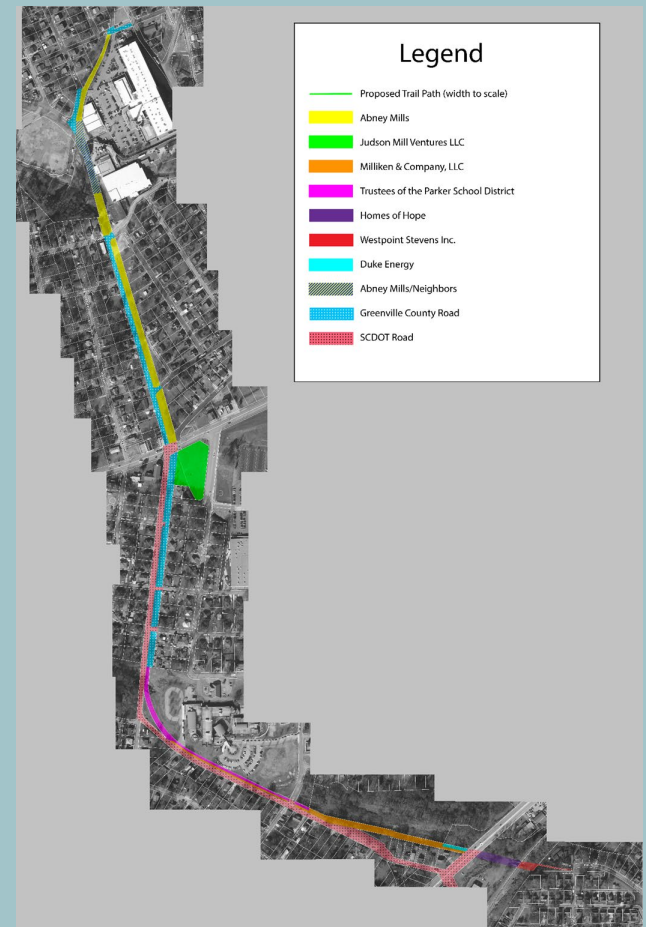 Legend
Proposed Trail Path (width to scale)
Abney Mills
Judson Mill Ventures LLC
Milliken & Company, LLC
Trustees of the Parker School District
Homes of Hope
Westpoint Stevens Inc.
Duke Energy
Abney Mills/Neighbors
Greenville County Road
SCDOT Road